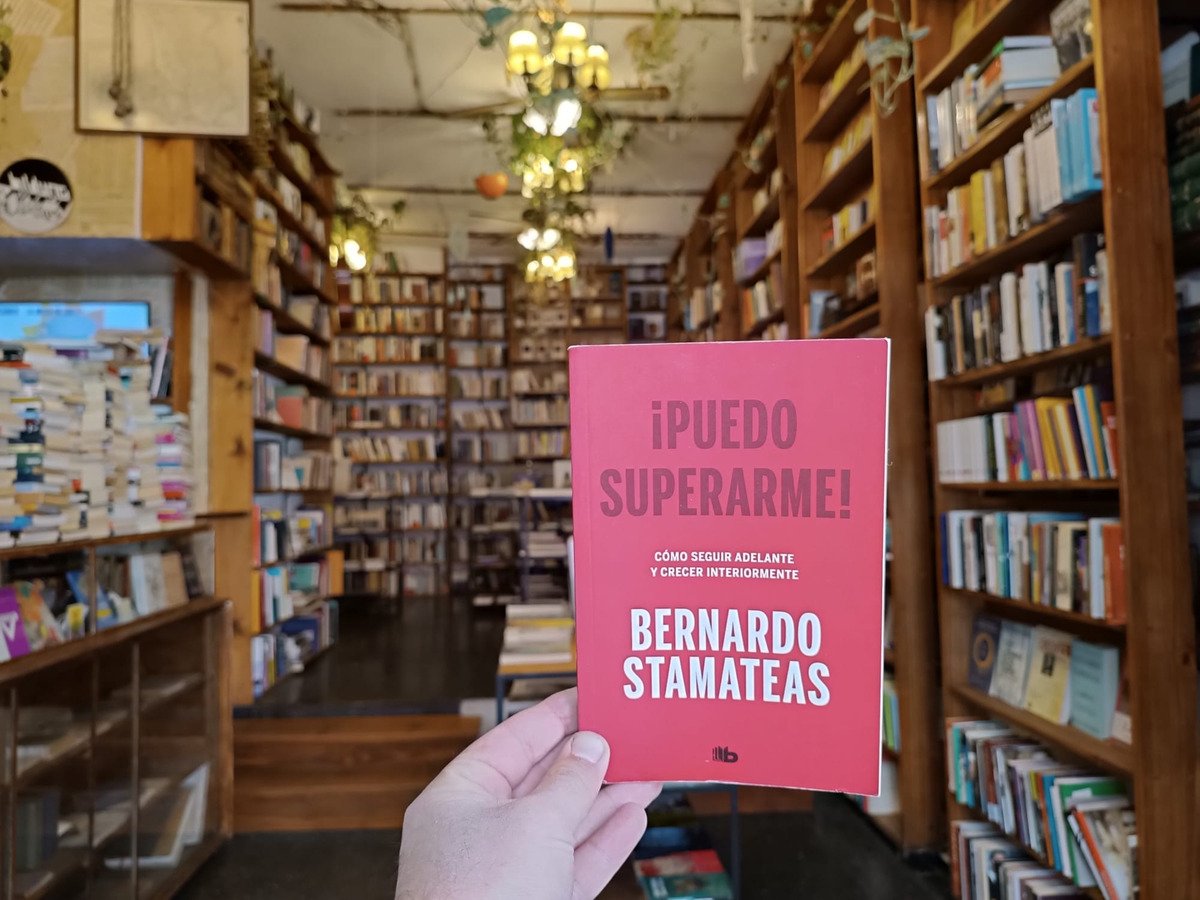 ¡PUEDO
SUPERARME!
CÓMO SEGUIR ADELANTE
Y CRECER INTERIORMENTE
BERNARDO
STAMATEAS
b